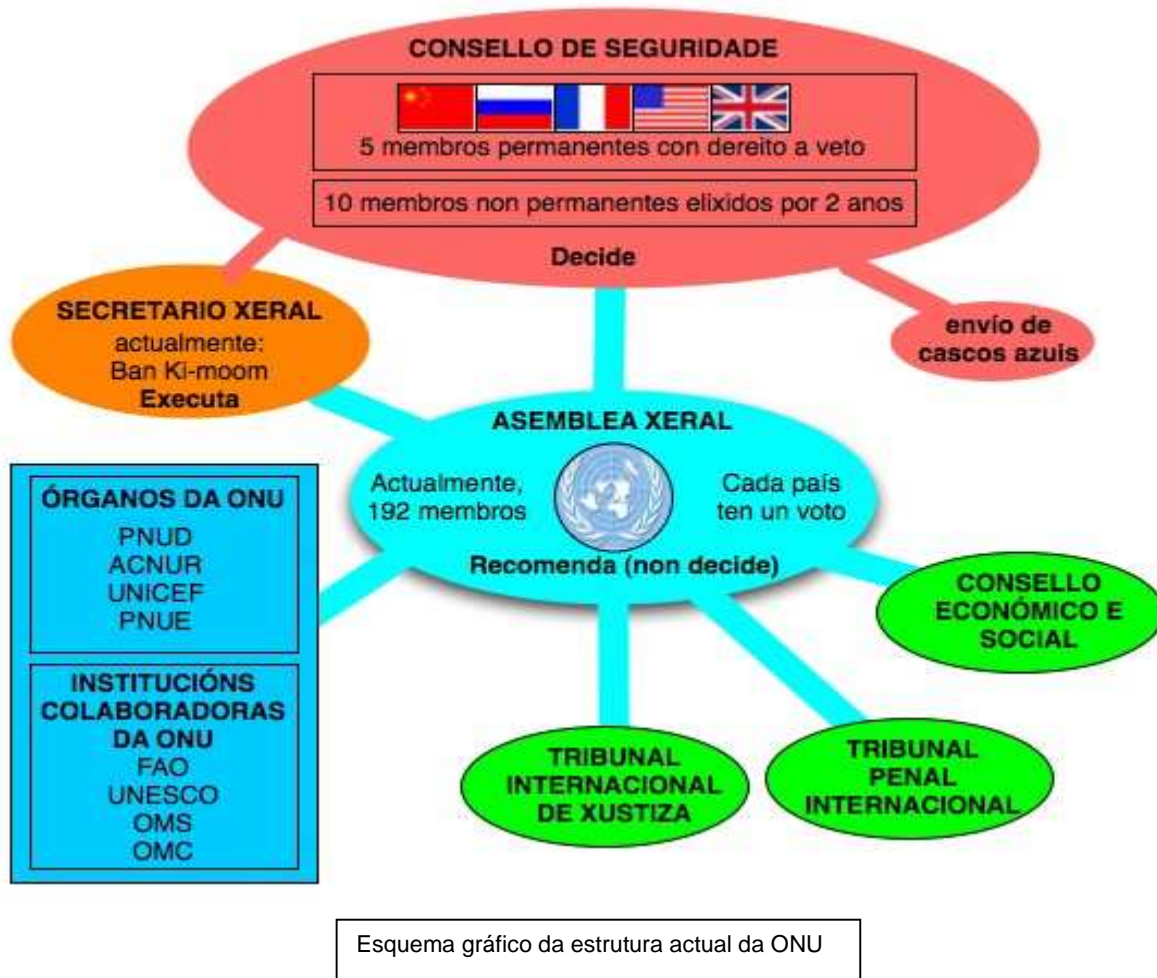 CONSELLO DE SEGURIDADE
5 membros permanentes con dereito a veto
10 membros non permanentes elixidos por 2 anos
Decide
SECRETARIO XERAL
actualmente:
Ban Ki-moom
Executa
envío de
cascos azuis
ASEMBLEA XERAL
Actualmente,
192 membros
Cada país
ten un voto
Recomenda (non decide)
ÓRGANOS DA ONU
PNUD
ACNUR
UNICEF
PNUE
INSTITUCIÓNS
COLABORADORAS
DA ONU
FAO
UNESCO
OMS
OMC
CONSELLO
ECONÓMICO E
SOCIAL
TRIBUNAL
INTERNACIONAL
DE XUSTIZA
TRIBUNAL
PENAL
INTERNACIONAL
Esquema gráfico da estrutura actual da ONU